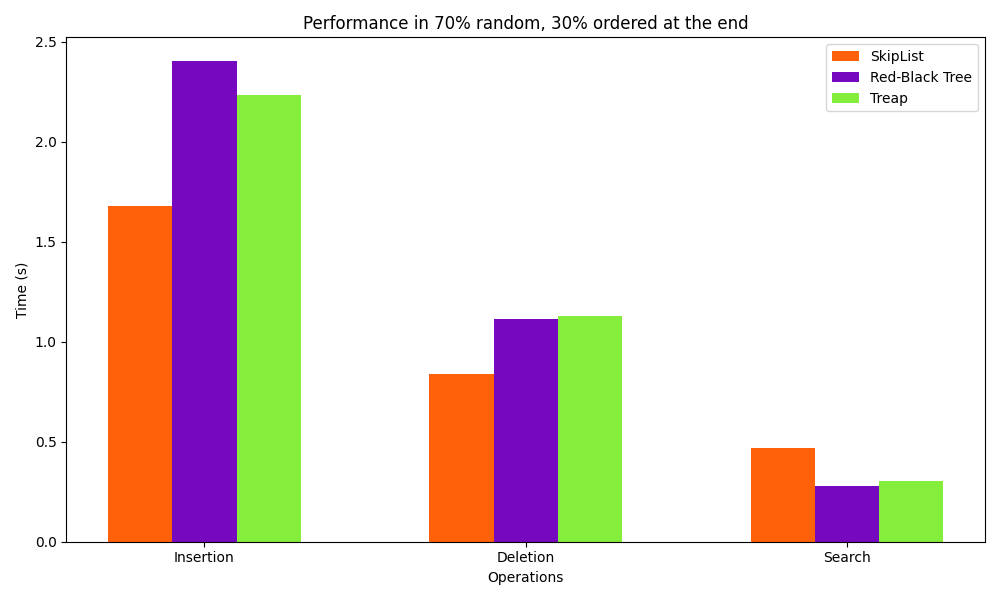 Performance in 70% random, 30% ordered at the end
SkipList
Red-Black Tree
Treap
Time (s)
2.5
2.0
1.5
1.0
0.5
0.0
Insertion
Deletion
Search
Operations